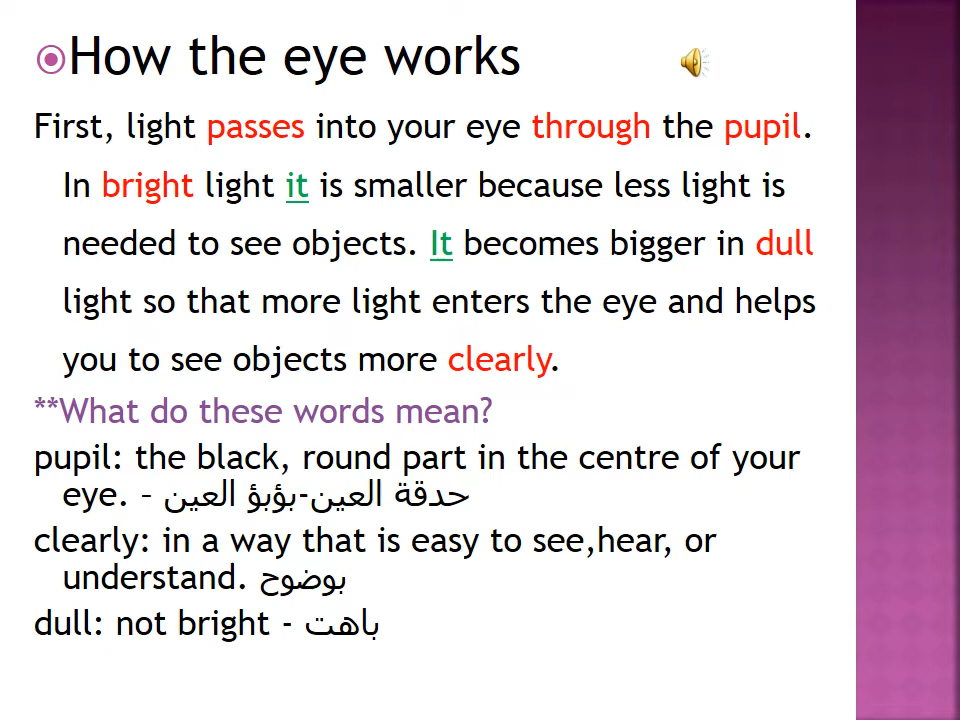 How the eye works
First, light passes into your eye through the pupil.
In bright light it is smaller because less light is
needed to see objects. It becomes bigger in dull
light so that more light enters the eye and helps
you to see objects more clearly.
**What do these words mean?
pupil: the black, round part in the centre of your
eye. – حدقة العين-بؤبؤ العين
clearly: in a way that is easy to see,hear, or
understand. بوضوح
dull: not bright - باهت